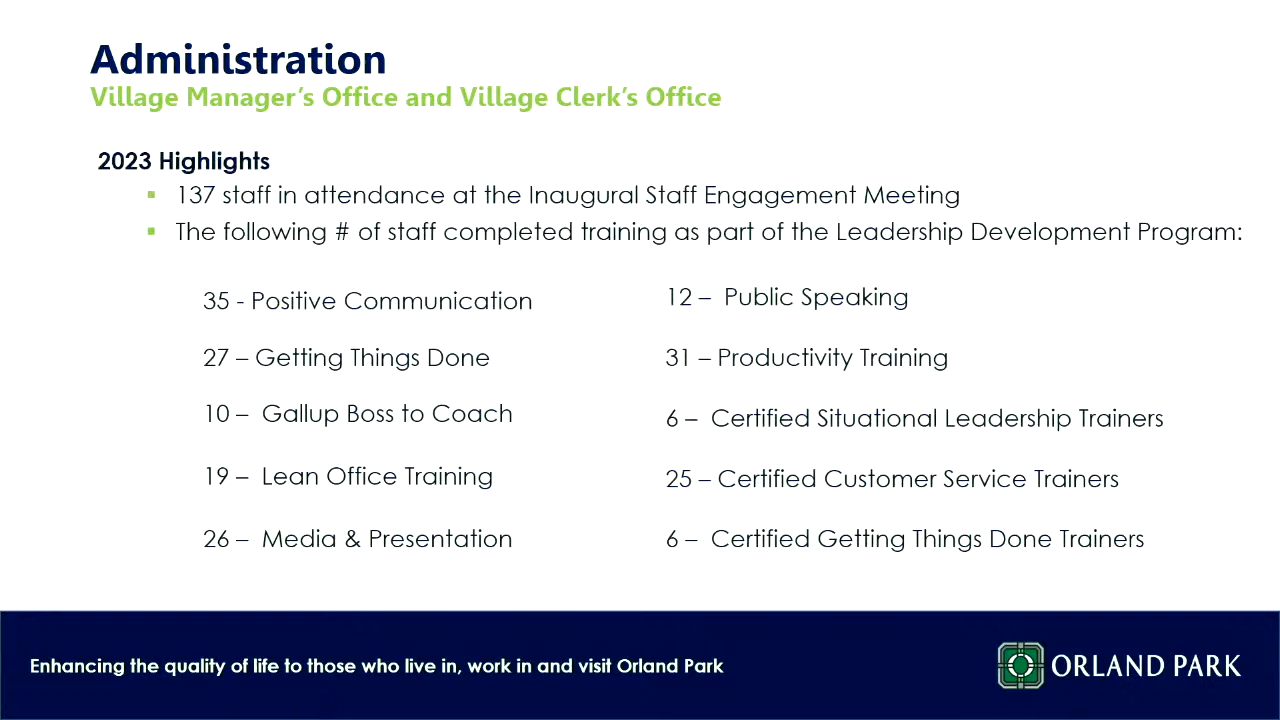 Administration
Village Manager’s Office and Village Clerk’s Office
2023 Highlights
▪ 137 staff in attendance at the Inaugural Staff Engagement Meeting
▪ The following # of staff completed training as part of the Leadership Development Program:
35 - Positive Communication
27 – Getting Things Done
10 – Gallup Boss to Coach
19 – Lean Office Training
26 – Media & Presentation
12 – Public Speaking
31 – Productivity Training
6 – Certified Situational Leadership Trainers
25 – Certified Customer Service Trainers
6 – Certified Getting Things Done Trainers
Enhancing the quality of life to those who live in, work in and visit Orland Park
ORLAND PARK